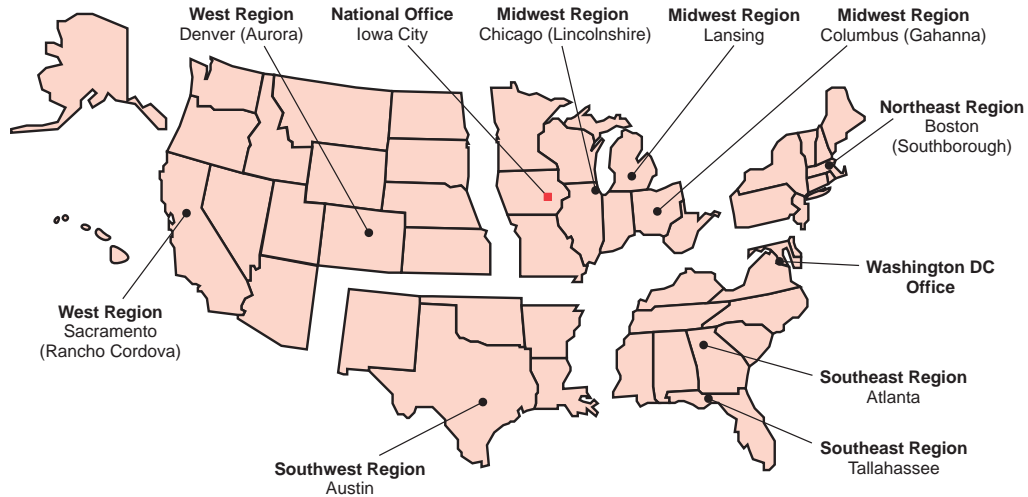 West Region
Denver (Aurora)
National Office
Iowa City
Midwest Region
Chicago (Lincolnshire)
Midwest Region
Lansing
Midwest Region
Columbus (Gahanna)
Northeast Region
Boston
(Southborough)
Washington DC
Office
West Region
Sacramento
(Rancho Cordova)
Southeast Region
Atlanta
Southeast Region
Tallahassee
Southwest Region
Austin